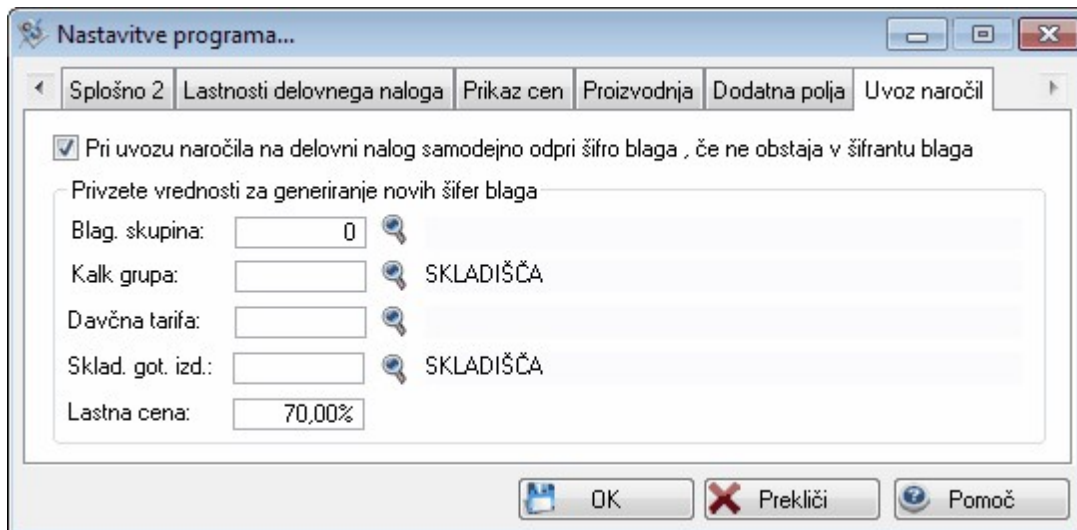 Nastavitve programa...
Splošno 2 Lastnosti delovnega naloga Prikaz cen Proizvodnja Dodatna polja Uvoz naročil
Pri uvozu naročila na delovni nalog samodejno odpri šifro blaga , če ne obstaja v šifrantu blaga
Privzete vrednosti za generiranje novih šifer blaga
Blag. skupina: 0
Kalk grupa: SKLADIŠČA
Davčna tarifa:
Sklad. got. izd.: SKLADIŠČA
Lastna cena: 70,00%
OK Prekliči Pomoč